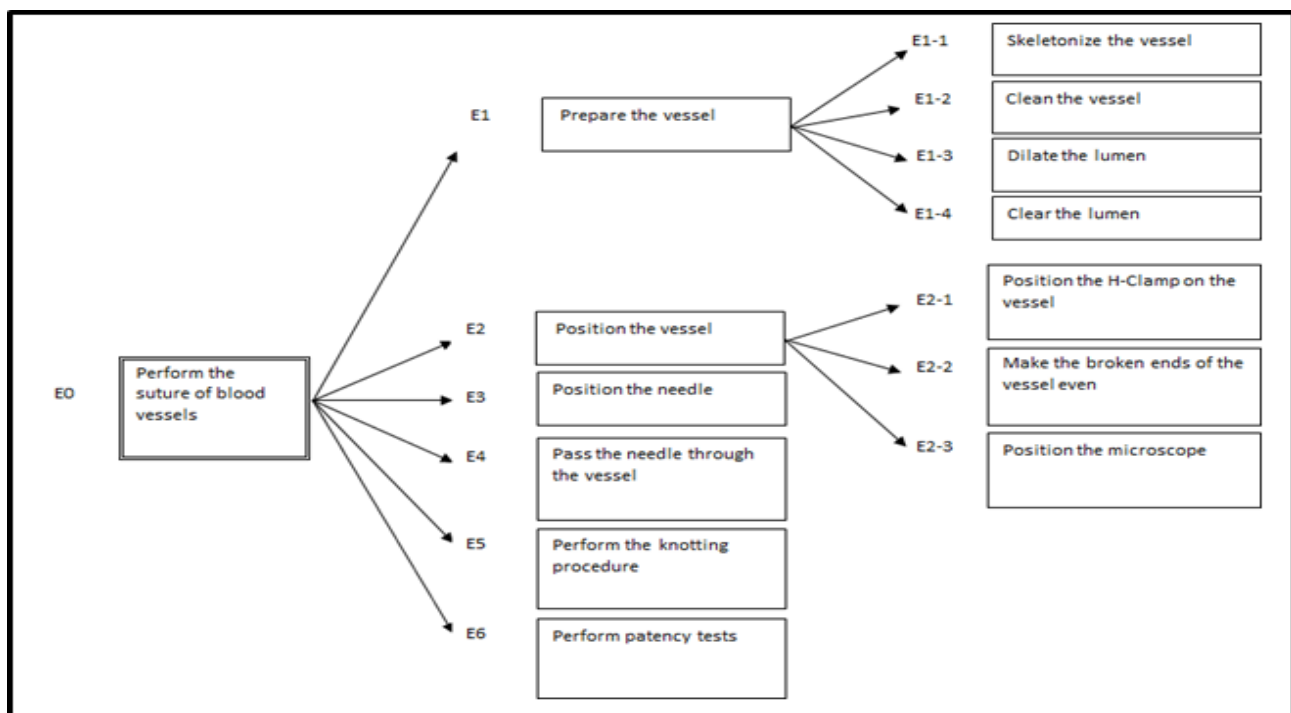 E0
Perform the
suture of blood
vessels
E1
Prepare the vessel
E1-1
Skeletonize the vessel
E1-2
Clean the vessel
E1-3
Dilate the lumen
E1-4
Clear the lumen
E2
Position the vessel
E2-1
Position the H-Clamp on the
vessel
E2-2
Make the broken ends of the
vessel even
E2-3
Position the microscope
E3
Position the needle
E4
Pass the needle through
the vessel
E5
Perform the knotting
procedure
E6
Perform patency tests